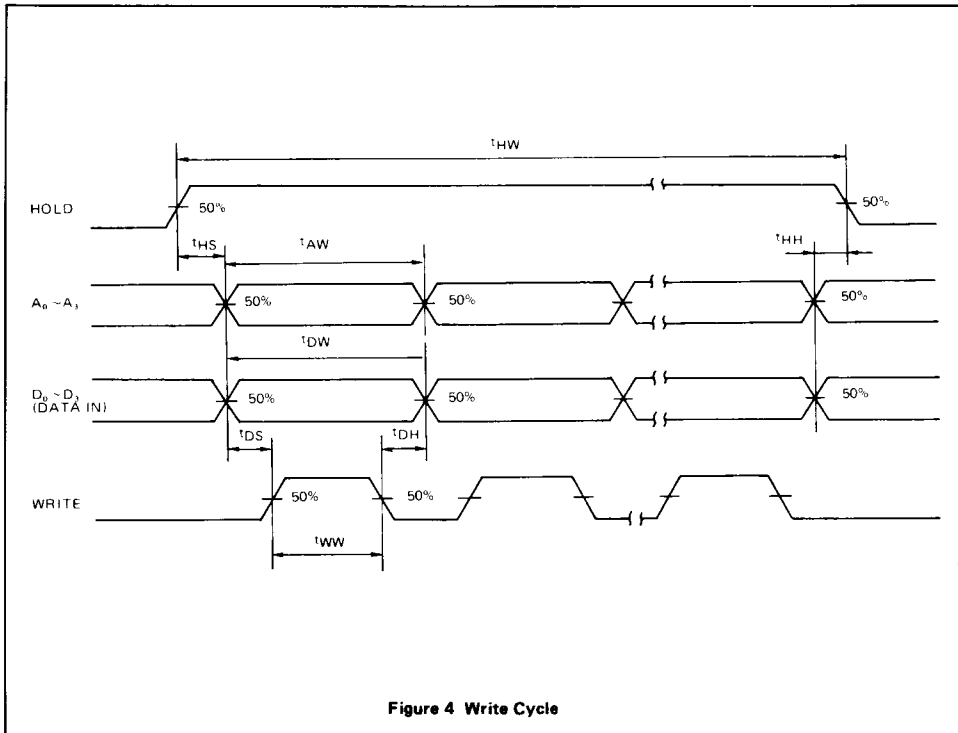 tHW
HOLD 50% 50%
tHS tAW tHH
A0 ~ A3 50% 50% 50%
tDW
D0 ~ D3 50% 50% 50%
(DATA IN)
tDS tDH
WRITE 50% 50%
tWW
Figure 4 Write Cycle